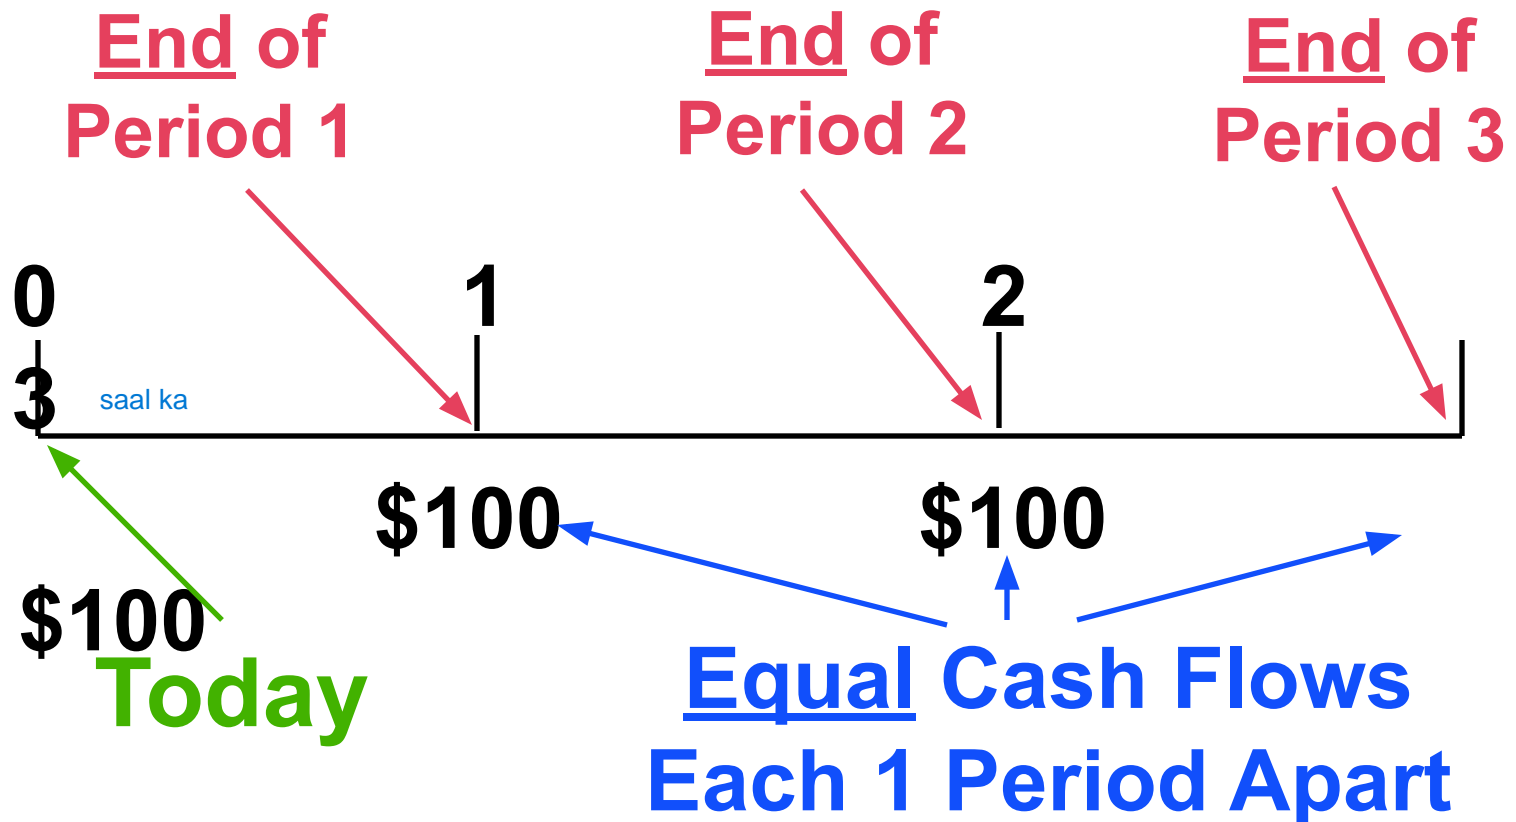 End of
Period 1
End of
Period 2
End of
Period 3
0
1
2
3
saal ka
$100
$100
$100
Today
Equal Cash Flows
Each 1 Period Apart